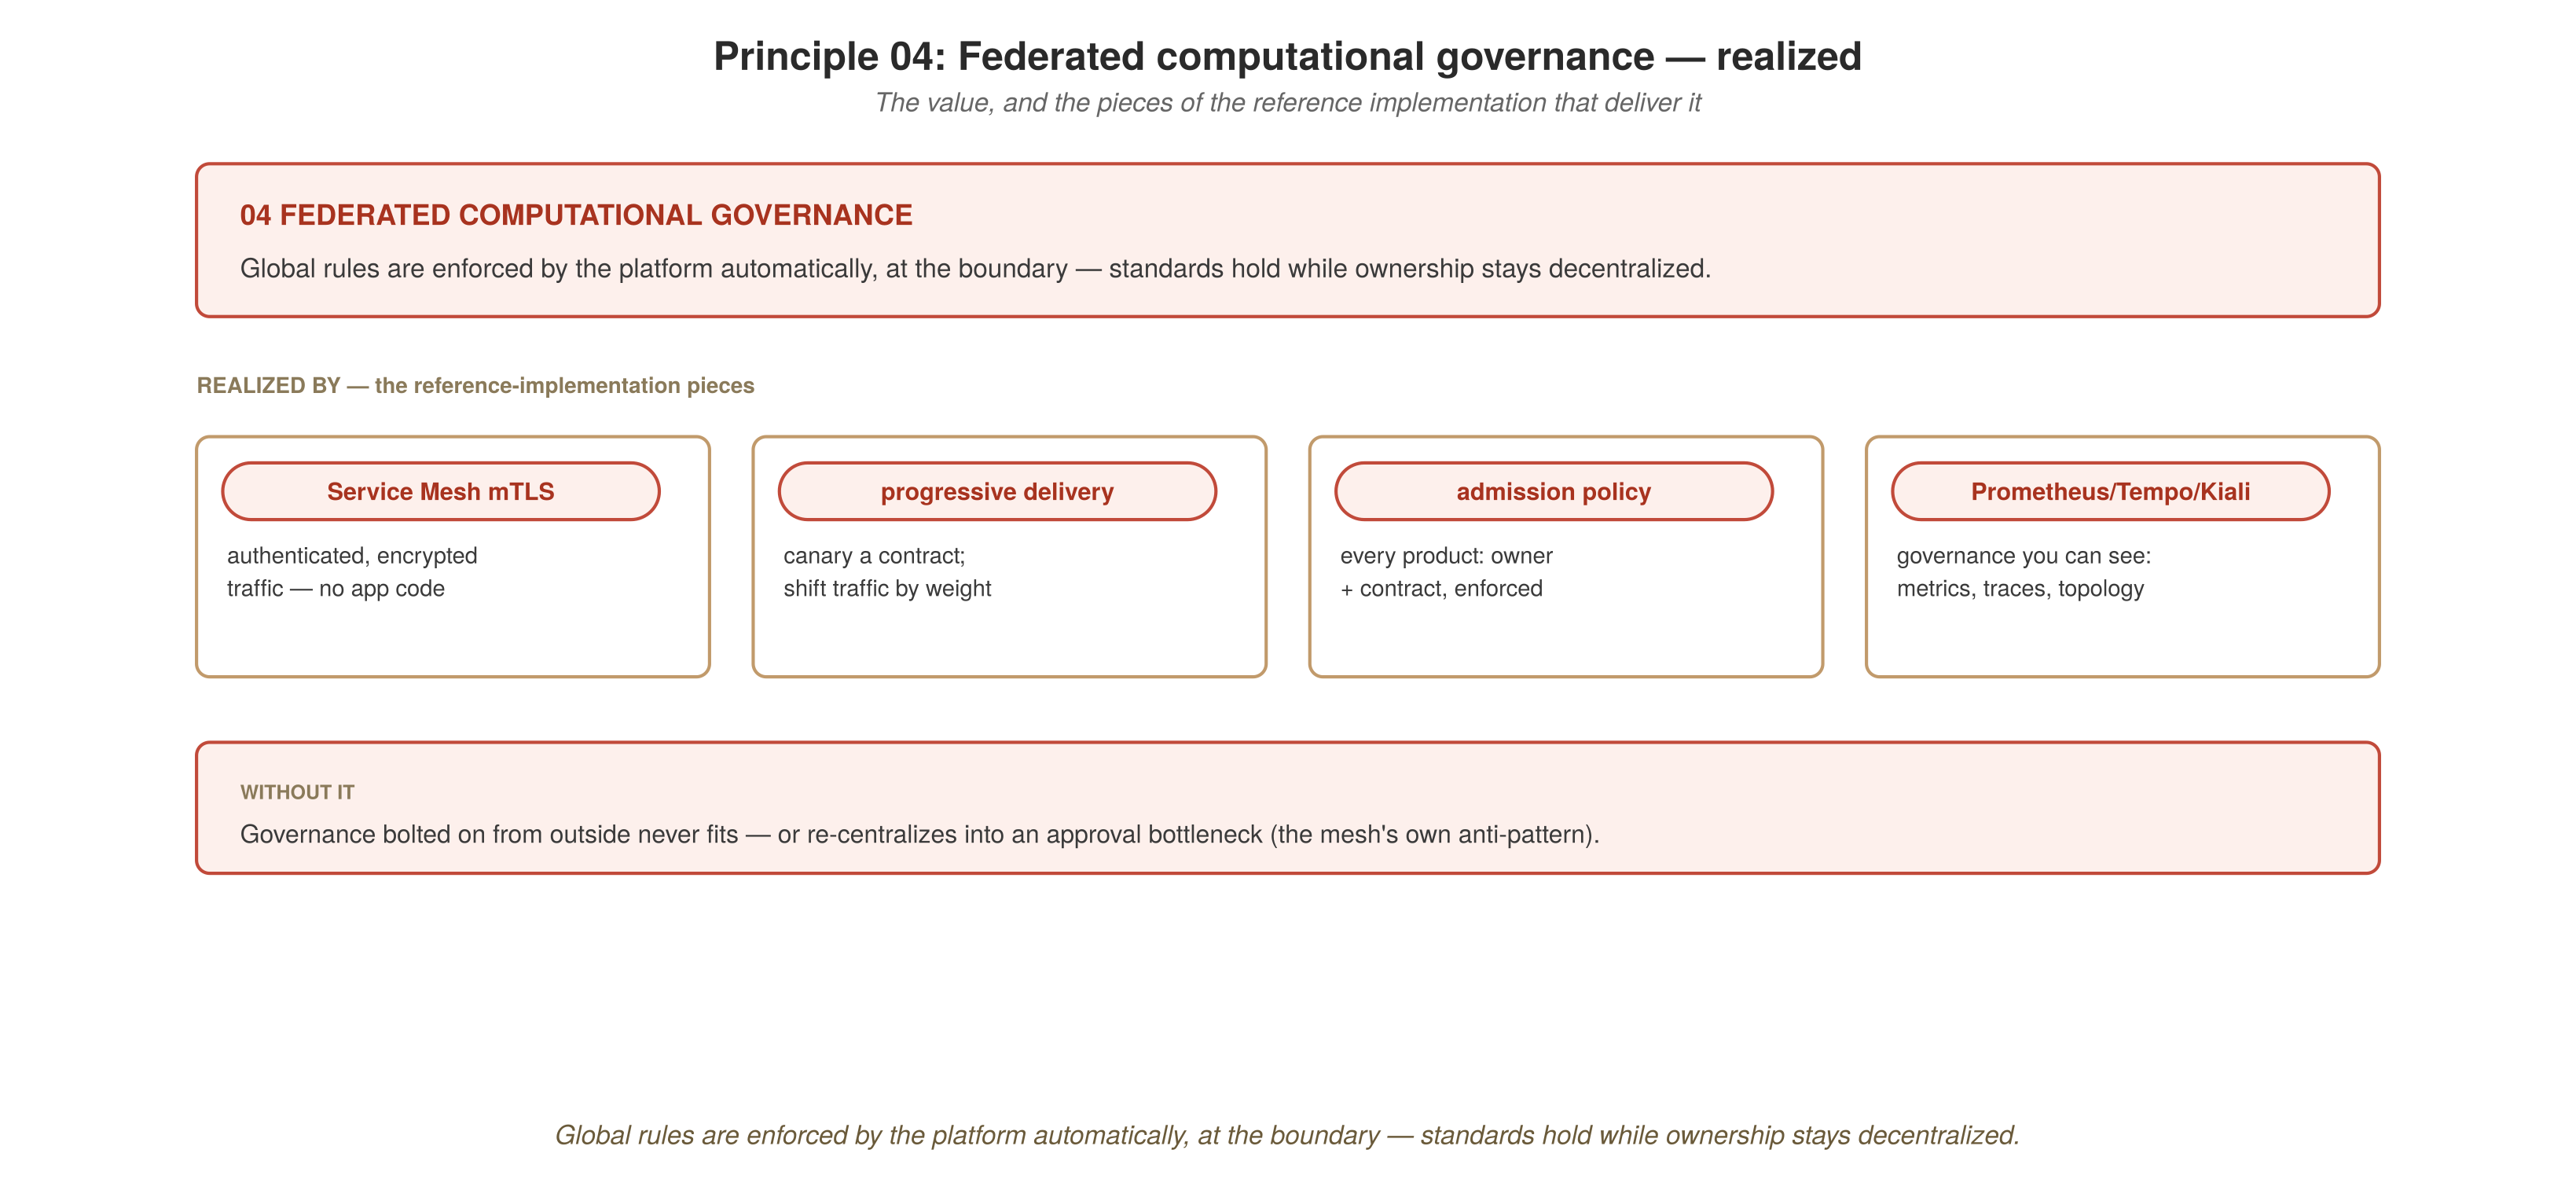 Principle 04: Federated computational governance — realized
The value, and the pieces of the reference implementation that deliver it
04 FEDERATED COMPUTATIONAL GOVERNANCE
Global rules are enforced by the platform automatically, at the boundary — standards hold while ownership stays decentralized.
REALIZED BY — the reference-implementation pieces
Service Mesh mTLS
authenticated, encrypted
traffic — no app code
progressive delivery
canary a contract;
shift traffic by weight
admission policy
every product: owner
+ contract, enforced
Prometheus/Tempo/Kiali
governance you can see:
metrics, traces, topology
WITHOUT IT
Governance bolted on from outside never fits — or re-centralizes into an approval bottleneck (the mesh's own anti-pattern).
Global rules are enforced by the platform automatically, at the boundary — standards hold while ownership stays decentralized.